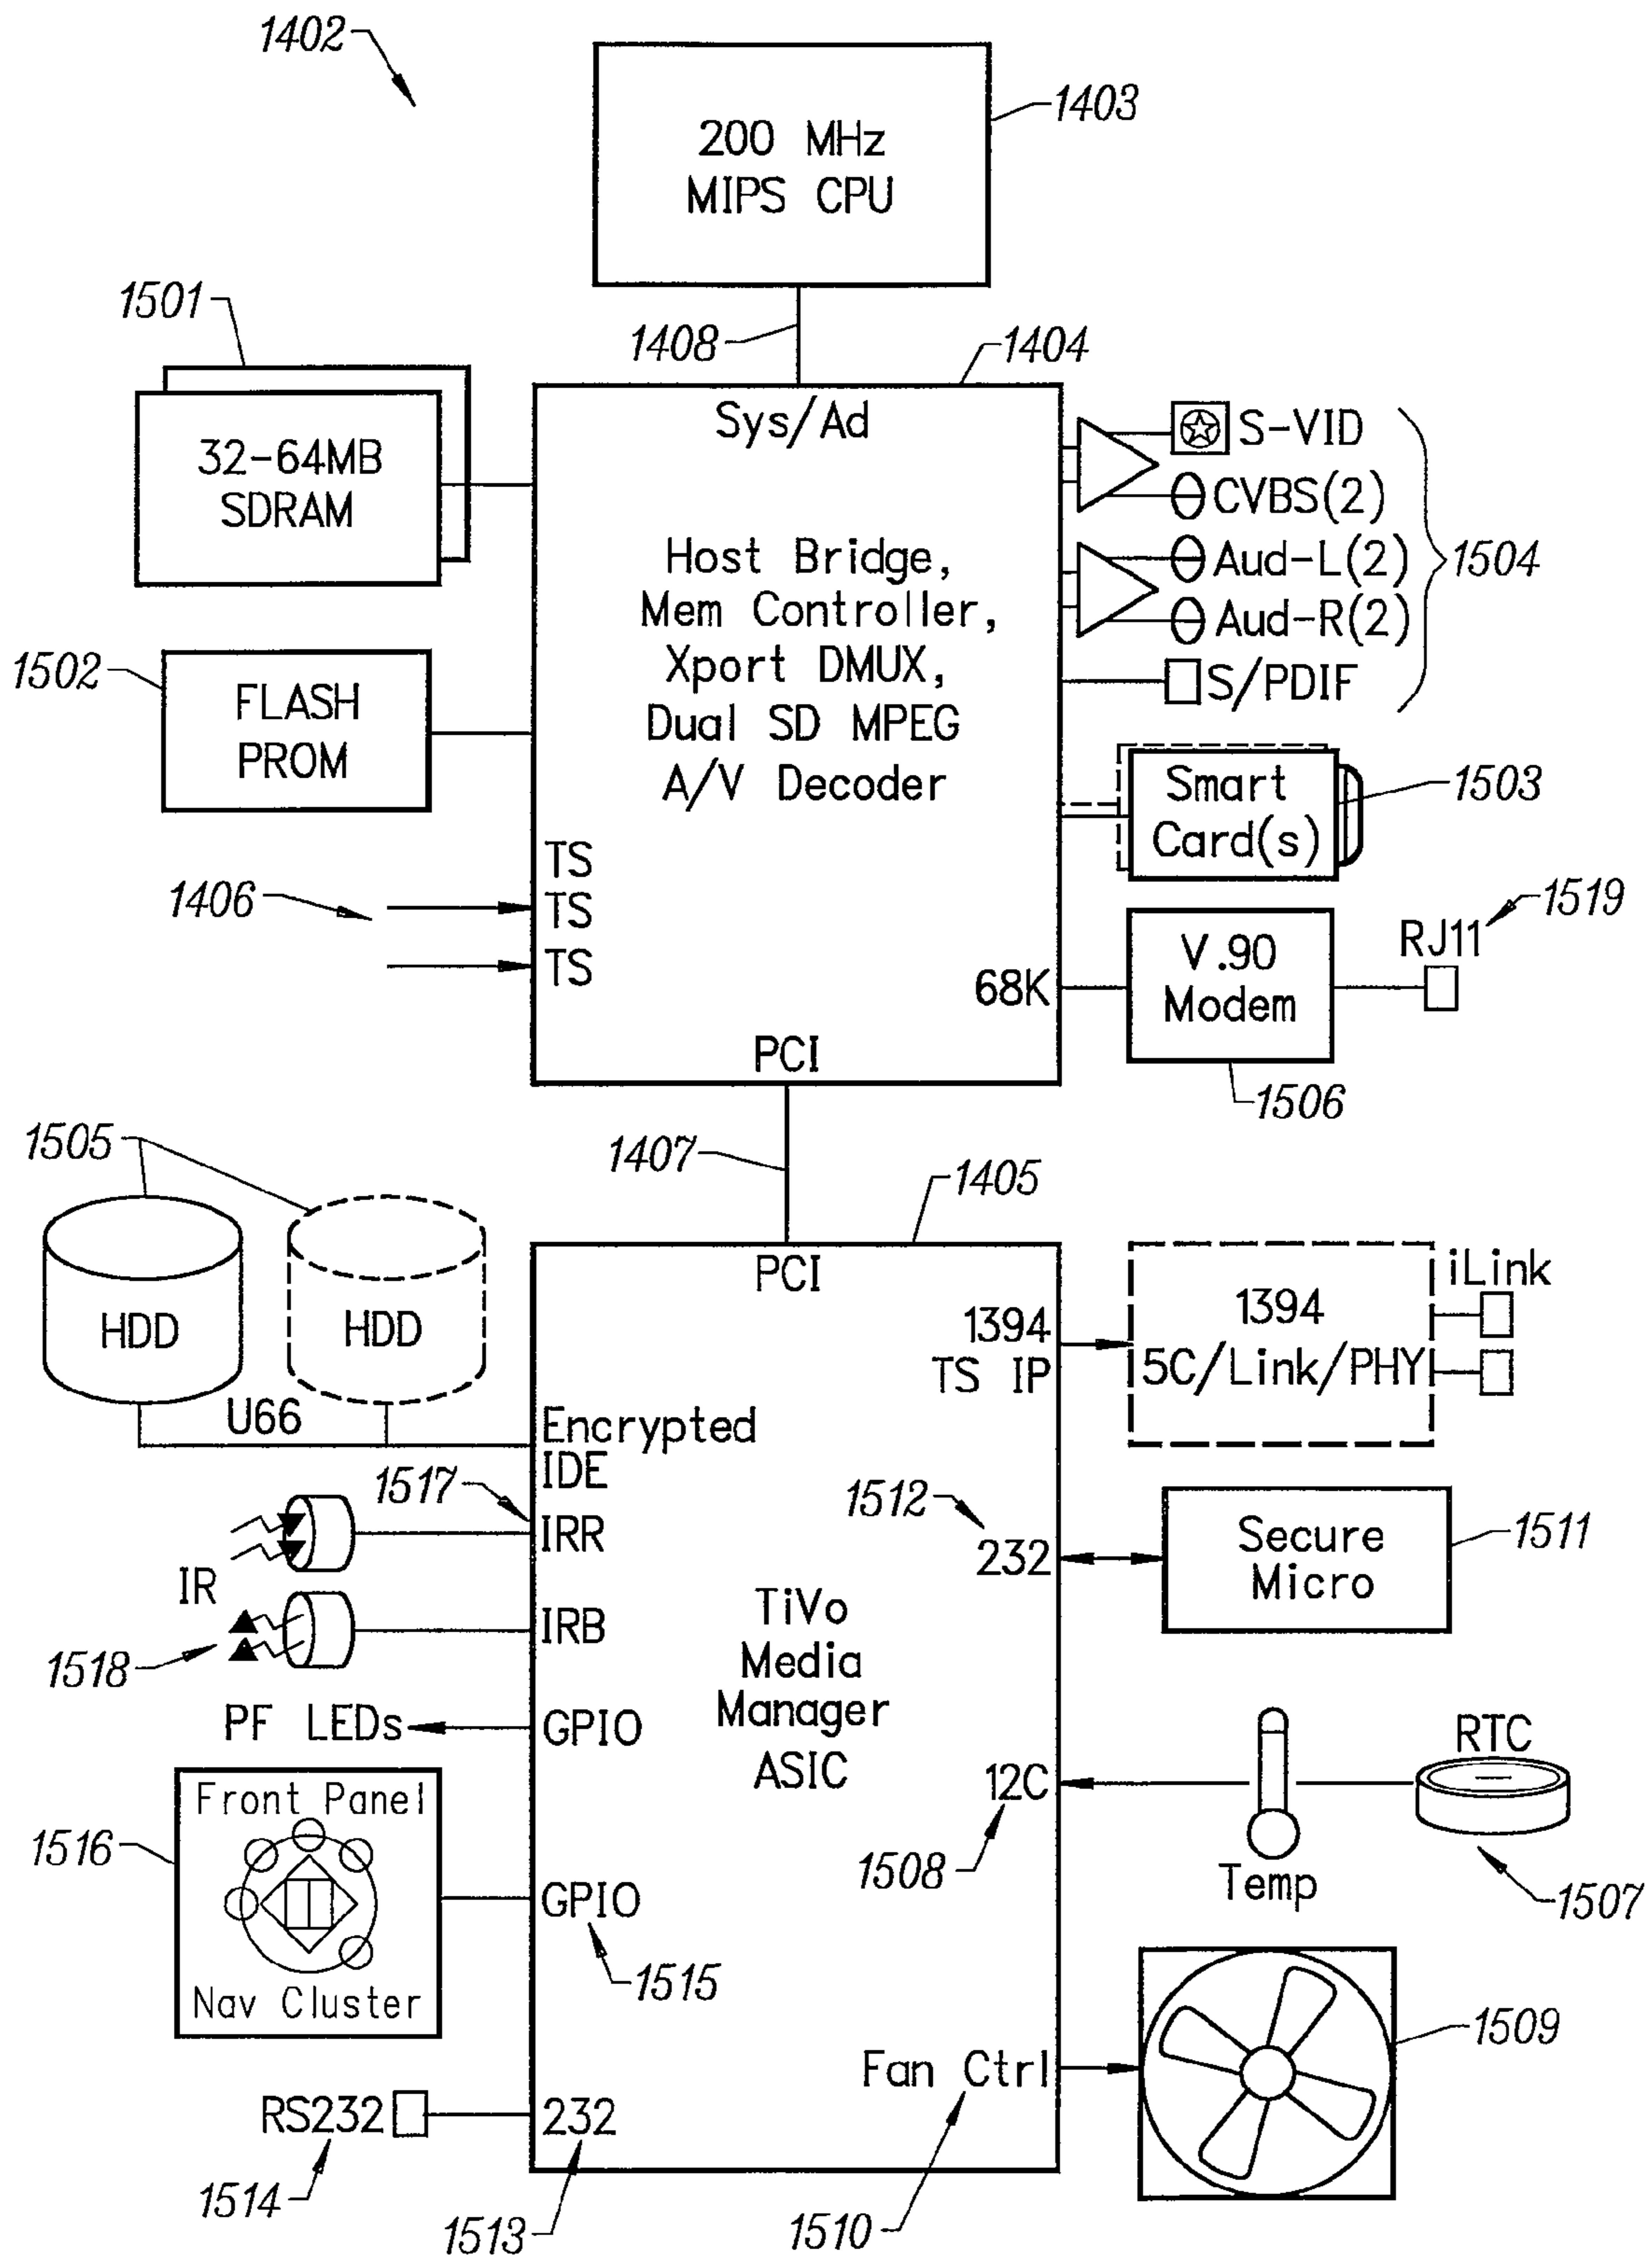 1402
200 MHz
MIPS CPU
1403
1501
1408
1404
32-64MB
SDRAM
Sys/Ad
S-VID
CVBS(2)
Aud-L(2)
Aud-R(2)
S/PDIF
1504
1502
FLASH
PROM
Host Bridge,
Mem Controller,
Xport DMUX,
Dual SD MPEG
A/V Decoder
Smart
Card(s)
1503
1406
TS
TS
TS
68K
V.90
Modem
RJ11
1519
1506
PCI
1505
1407
1405
HDD
HDD
U66
PCI
1394
TS IP
1394
5C/Link/PHY
iLink
Encrypted
IDE
1517
IRR
IR
IRB
1518
1512
232
Secure
Micro
1511
TiVo
Media
Manager
ASIC
PF LEDs
GPIO
12C
1508
Temp
RTC
1507
Front Panel
Nav Cluster
1516
GPIO
1515
Fan Ctrl
1510
1509
RS232
1514
232
1513